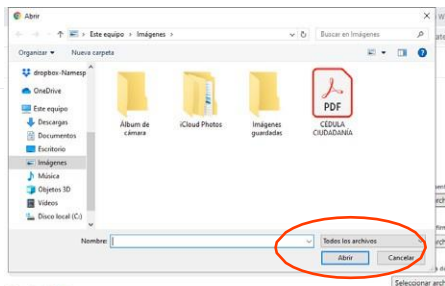 Abrir
Este equipo > Imágenes >
Buscar en Imágenes
Organizar
Nueva carpeta
dropbox-Namesp
OneDrive
Este equipo
Descargas
Documentos
Escritorio
Imágenes
Música
Objetos 3D
Vídeos
Disco local (C:)
Álbum de
cámara
iCloud Photos
Imágenes
guardadas
PDF
CÉDULA
CIUDADANÍA
Nombre:
Todos los archivos
Abrir
Cancelar
Seleccionar arch